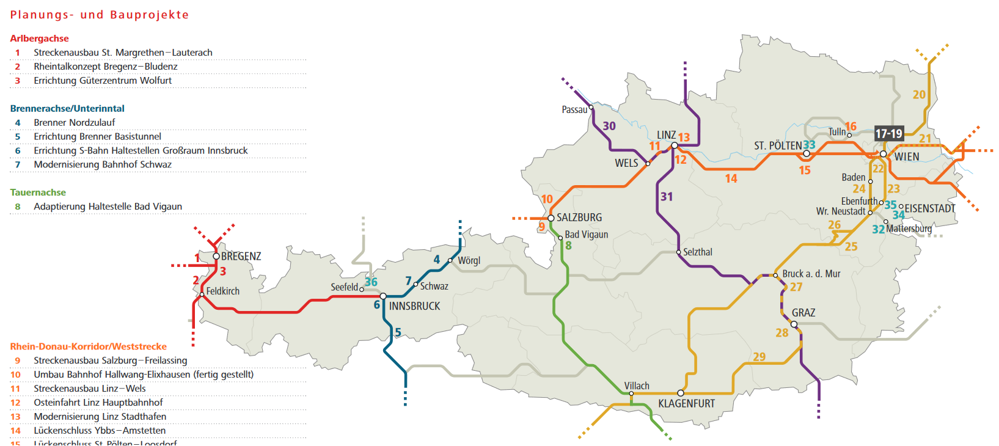 Planungs- und Bauprojekte
Arlbergachse
1 Streckenausbau St. Margrethen–Lauterach
2 Rheintalkonzept Bregenz–Bludenz
3 Errichtung Güterzentrum Wolfurt
Brennerachse/Unterinntal
4 Brenner Nordzulauf
5 Errichtung Brenner Basistunnel
6 Errichtung S-Bahn Haltestellen Großraum Innsbruck
7 Modernisierung Bahnhof Schwaz
Tauernachse
8 Adaptierung Haltestelle Bad Vigaun
Rhein-Donau-Korridor/Weststrecke
9 Streckenausbau Salzburg–Freilassing
10 Umbau Bahnhof Hallwang-Elixhausen (fertig gestellt)
11 Streckenausbau Linz–Wels
12 Osteinfahrt Linz Hauptbahnhof
13 Modernisierung Linz Stadthafen
14 Lückenschluss Ybbs–Amstetten
15 Lückenschluss St. Pölten–Loosdorf
20
Passau
30
16
Tulln
17-19
LINZ 13
21
ST. PÖLTEN 33
11
WIEN
WELS
12
22
15
14
Baden
24
23
10
31
Ebenfurth
35
EISENSTADT
Wr. Neustadt
34
SALZBURG
9
26
32
Mattersburg
Bad Vigaun
8
25
1
BREGENZ
3
4
Wörgl
Selzthal
2
Feldkirch
Seefeld
36
7
Schwaz
Bruck a. d. Mur
27
6
INNSBRUCK
GRAZ
5
28
29
Villach
KLAGENFURT